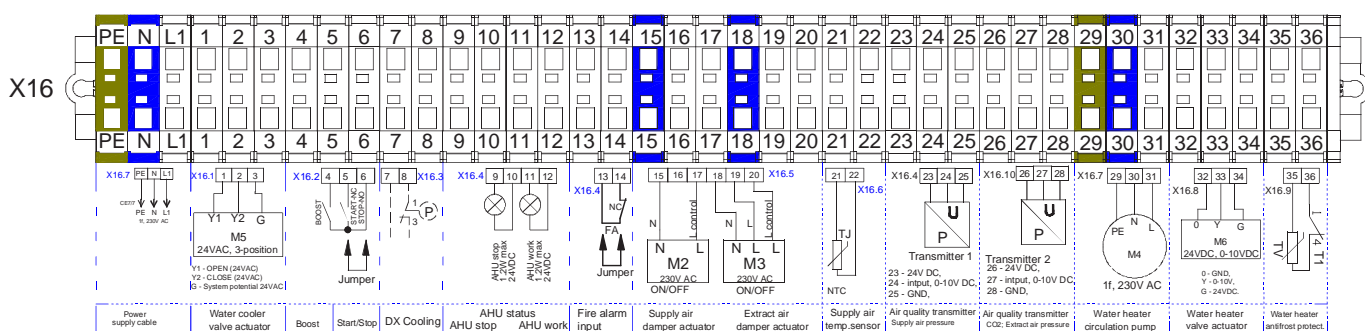 PE N L1 1 2 3 4 5 6 7 8 9 10 11 12 13 14 15 16 17 18 19 20 21 22 23 24 25 26 27 28 29 30 31 32 33 34 35 36
X16
PE N L1 1 2 3 4 5 6 7 8 9 10 11 12 13 14 15 16 17 18 19 20 21 22 23 24 25 26 27 28 29 30 31 32 33 34 35 36
X16.7 PE N L1
CE7/7
PE N L1
1f, 230V AC
Power
supply cable
X16.1 1 2 3
Y1 Y2 G
M5
24VAC, 3-position
Y1 - OPEN (24VAC)
Y2 - CLOSE (24VAC)
G - System potential 24VAC
Water cooler
valve actuator
X16.2 4 5 6
BOOST
START-NC
STOP-NO
Jumper
Boost
Start/Stop
7 8 X16.3
1
3
P
DX Cooling
X16.4 9 10 11 12
AHU stop
1.2W max
24VDC
AHU work
1.2W max
24VDC
AHU status
AHU stop AHU work
X16.4 13 14
NC
FA
Jumper
Fire alarm
input
15 16 17 18 19 20 X16.5
N L control
N L
M2
230V AC
ON/OFF
Supply air
damper actuator
N L L control
N L L
M3
230V AC
ON/OFF
Extract air
damper actuator
21 22
X16.6
TJ
NTC
Supply air
temp.sensor
X16.4 23 24 25
U
P
Transmitter 1
23 - 24V DC,
24 - intput, 0-10V DC,
25 - GND,
Air quality transmitter
Supply air pressure
X16.10 26 27 28
U
P
Transmitter 2
26 - 24V DC,
27 - intput, 0-10V DC
28 - GND,
Air quality transmitter
CO2; Extract air pressure
X16.7 29 30 31
PE N L
M4
1f, 230V AC
Water heater
circulation pump
32 33 34
X16.8
0 Y G
M6
24VDC, 0-10VDC
0 - GND,
Y - 0-10V,
G - 24VDC.
Water heater
valve actuator
35 36
X16.9
TV
4
T1
Water heater
antifrost protect.